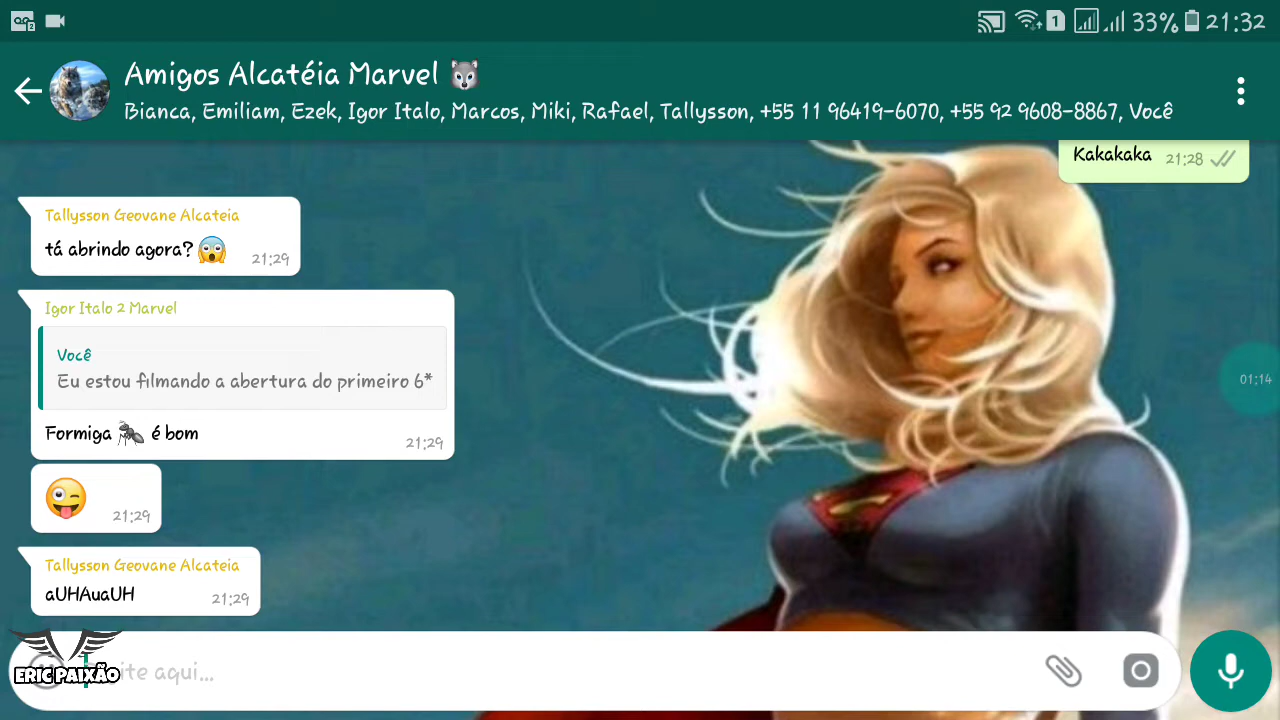 2
1
33%
21:32
Amigos Alcatéia Marvel
Bianca, Emiliam, Ezek, Igor Italo, Marcos, Miki, Rafael, Tallysson, +55 11 96419-6070, +55 92 9608-8867, Você
Kakakaka 21:28
Tallysson Geovane Alcateia
tá abrindo agora? 21:29
Igor Italo 2 Marvel
Você
Eu estou filmando a abertura do primeiro 6*
Formiga é bom 21:29
01:14
21:29
Tallysson Geovane Alcateia
aUHAuaUH 21:29
ERIC PAIXÃO
aqui...